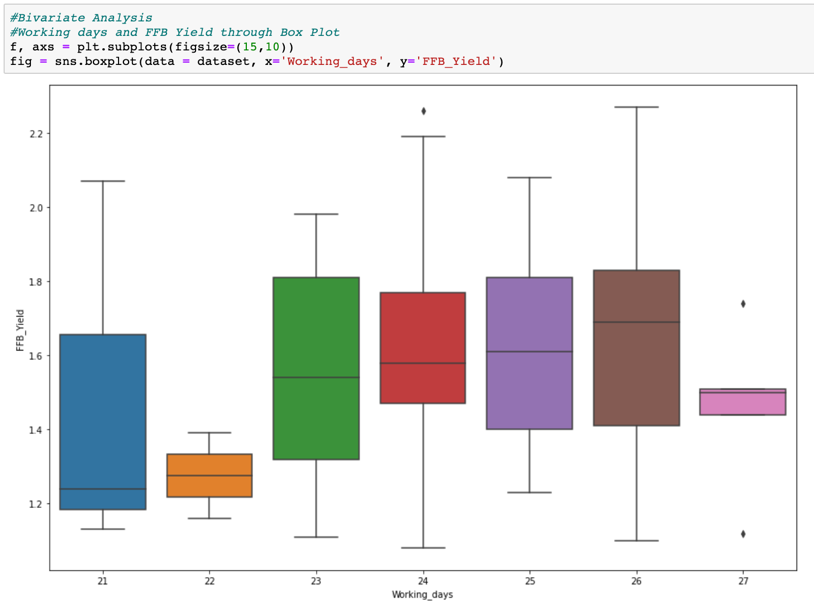 #Bivariate Analysis
#Working days and FFB Yield through Box Plot
f, axs = plt.subplots(figsize=(15,10))
fig = sns.boxplot(data = dataset, x='Working_days', y='FFB_Yield')
2.2
2.0
1.8
1.6
1.4
1.2
FFB_Yield
21 22 23 24 25 26 27
Working_days